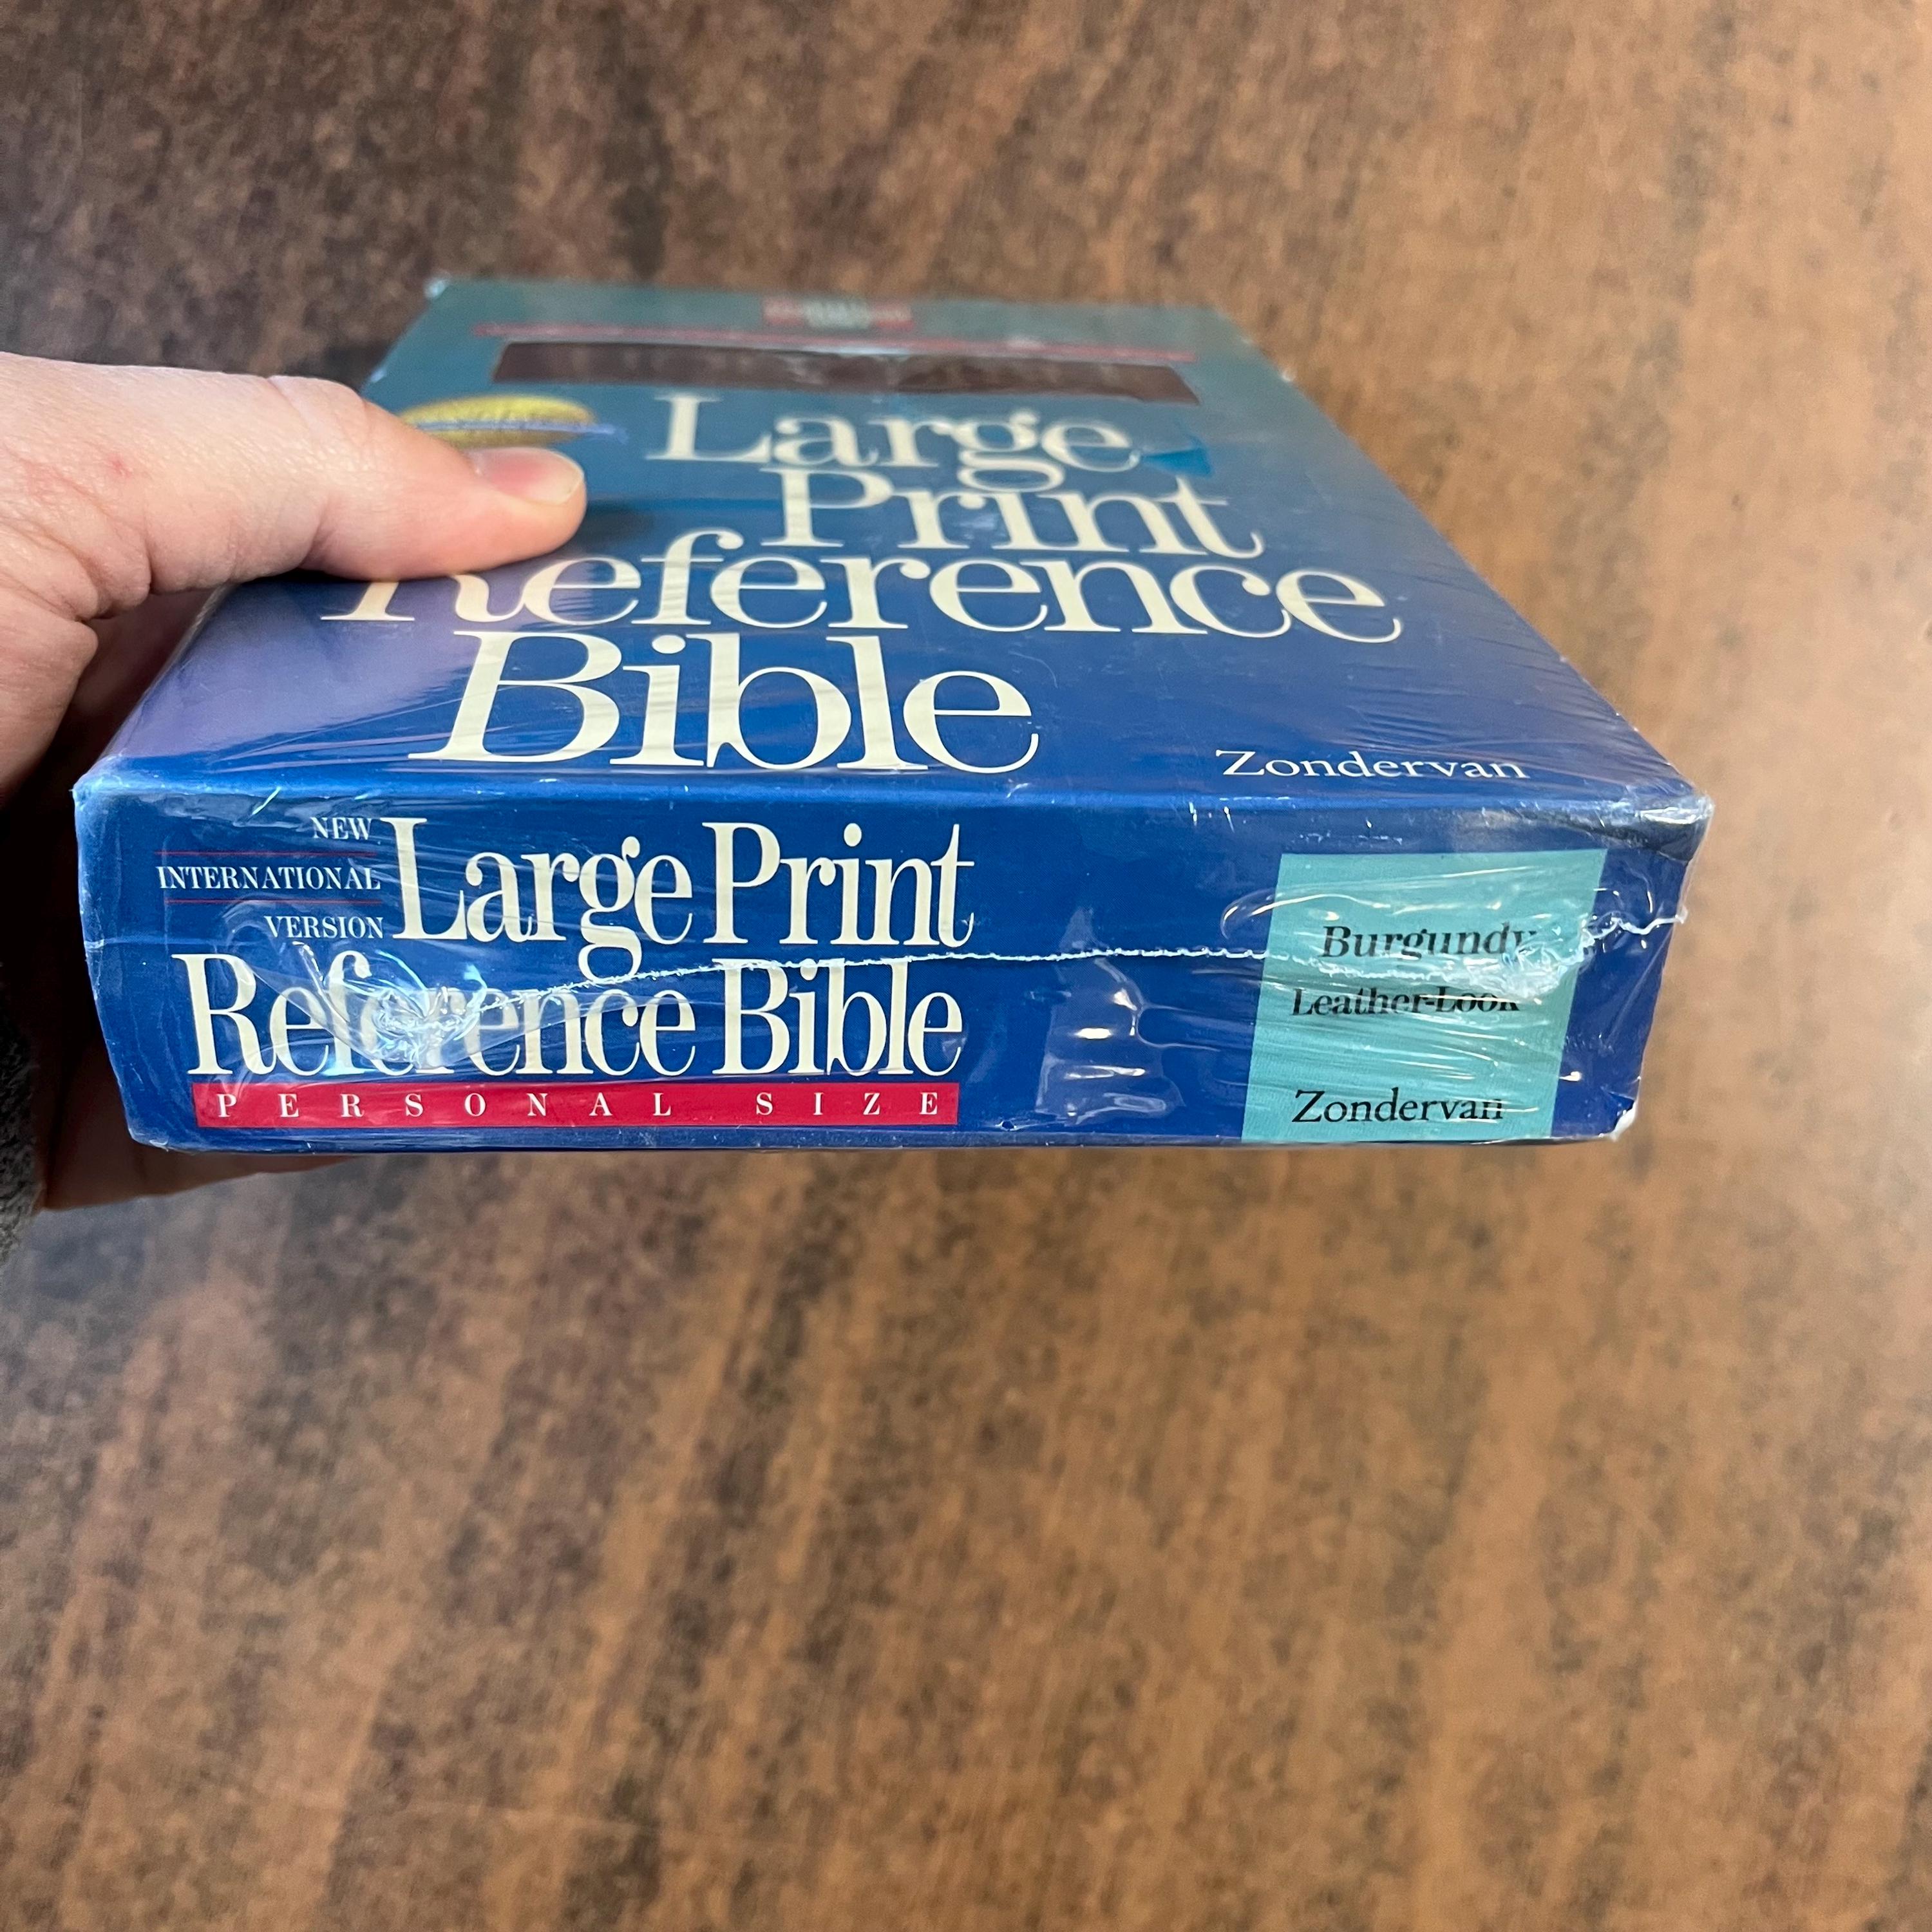 Large
Print
Reference
Bible
Zondervan
NEW
INTERNATIONAL
VERSION
Large Print
Reference Bible
PERSONAL SIZE
Burgundy
Leather-Look
Zondervan